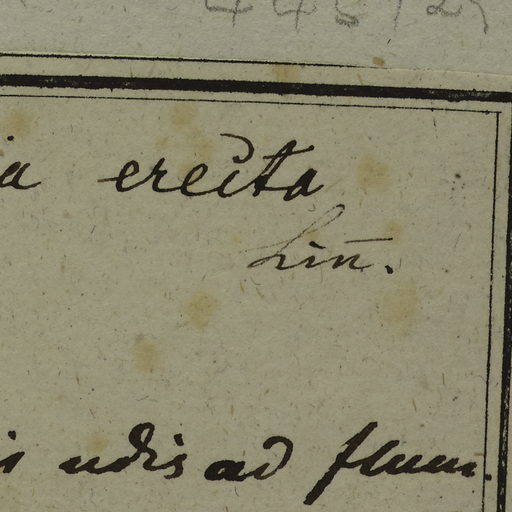 erecta
Lin̄.
udis ad flum.